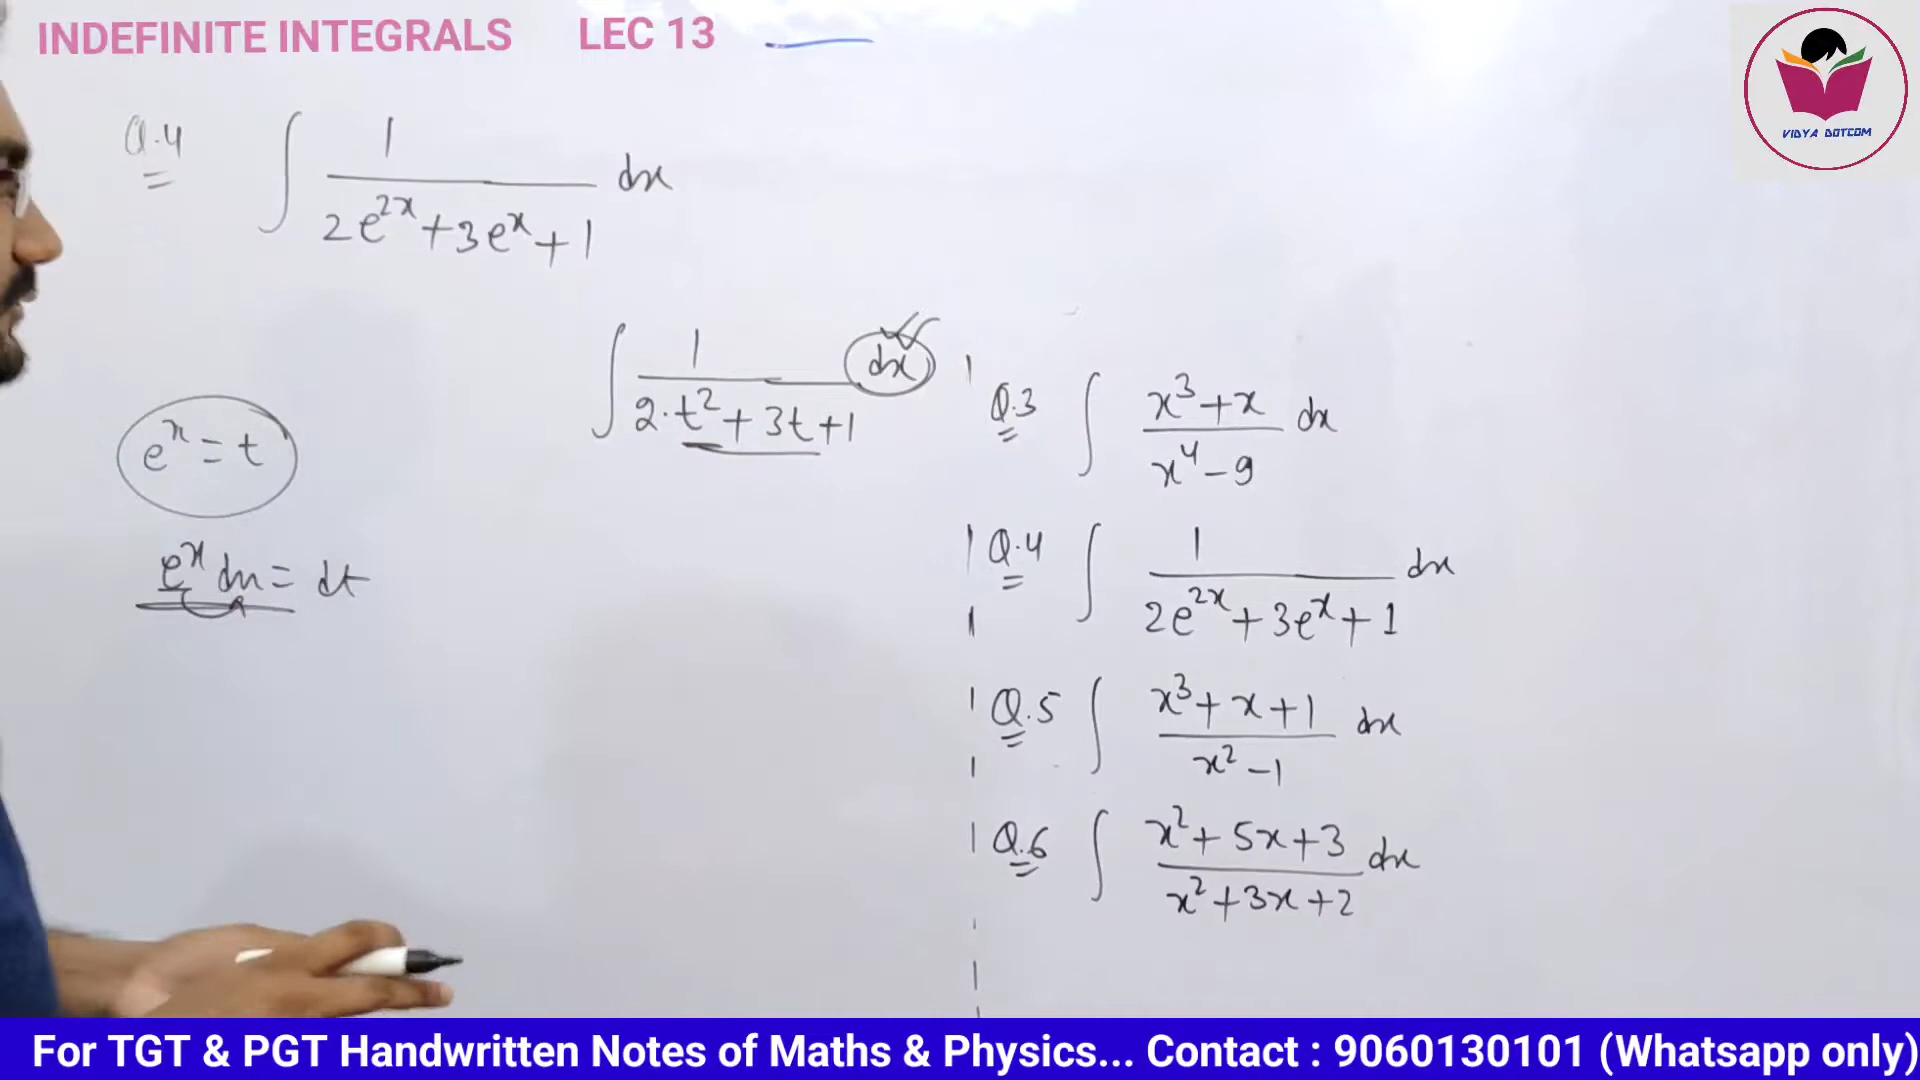 INDEFINITE INTEGRALS LEC 13
VIDYA DOTCOM
Q.4 ∫ 1 / (2e^{2x} + 3e^x + 1) dx
∫ 1 / (2·t² + 3t + 1) dx
e^x = t
e^x dx = dt
Q.3 ∫ (x³ + x) / (x⁴ - 9) dx
Q.4 ∫ 1 / (2e^{2x} + 3e^x + 1) dx
Q.5 ∫ (x³ + x + 1) / (x² - 1) dx
Q.6 ∫ (x² + 5x + 3) / (x² + 3x + 2) dx
For TGT & PGT Handwritten Notes of Maths & Physics... Contact : 9060130101 (Whatsapp only)